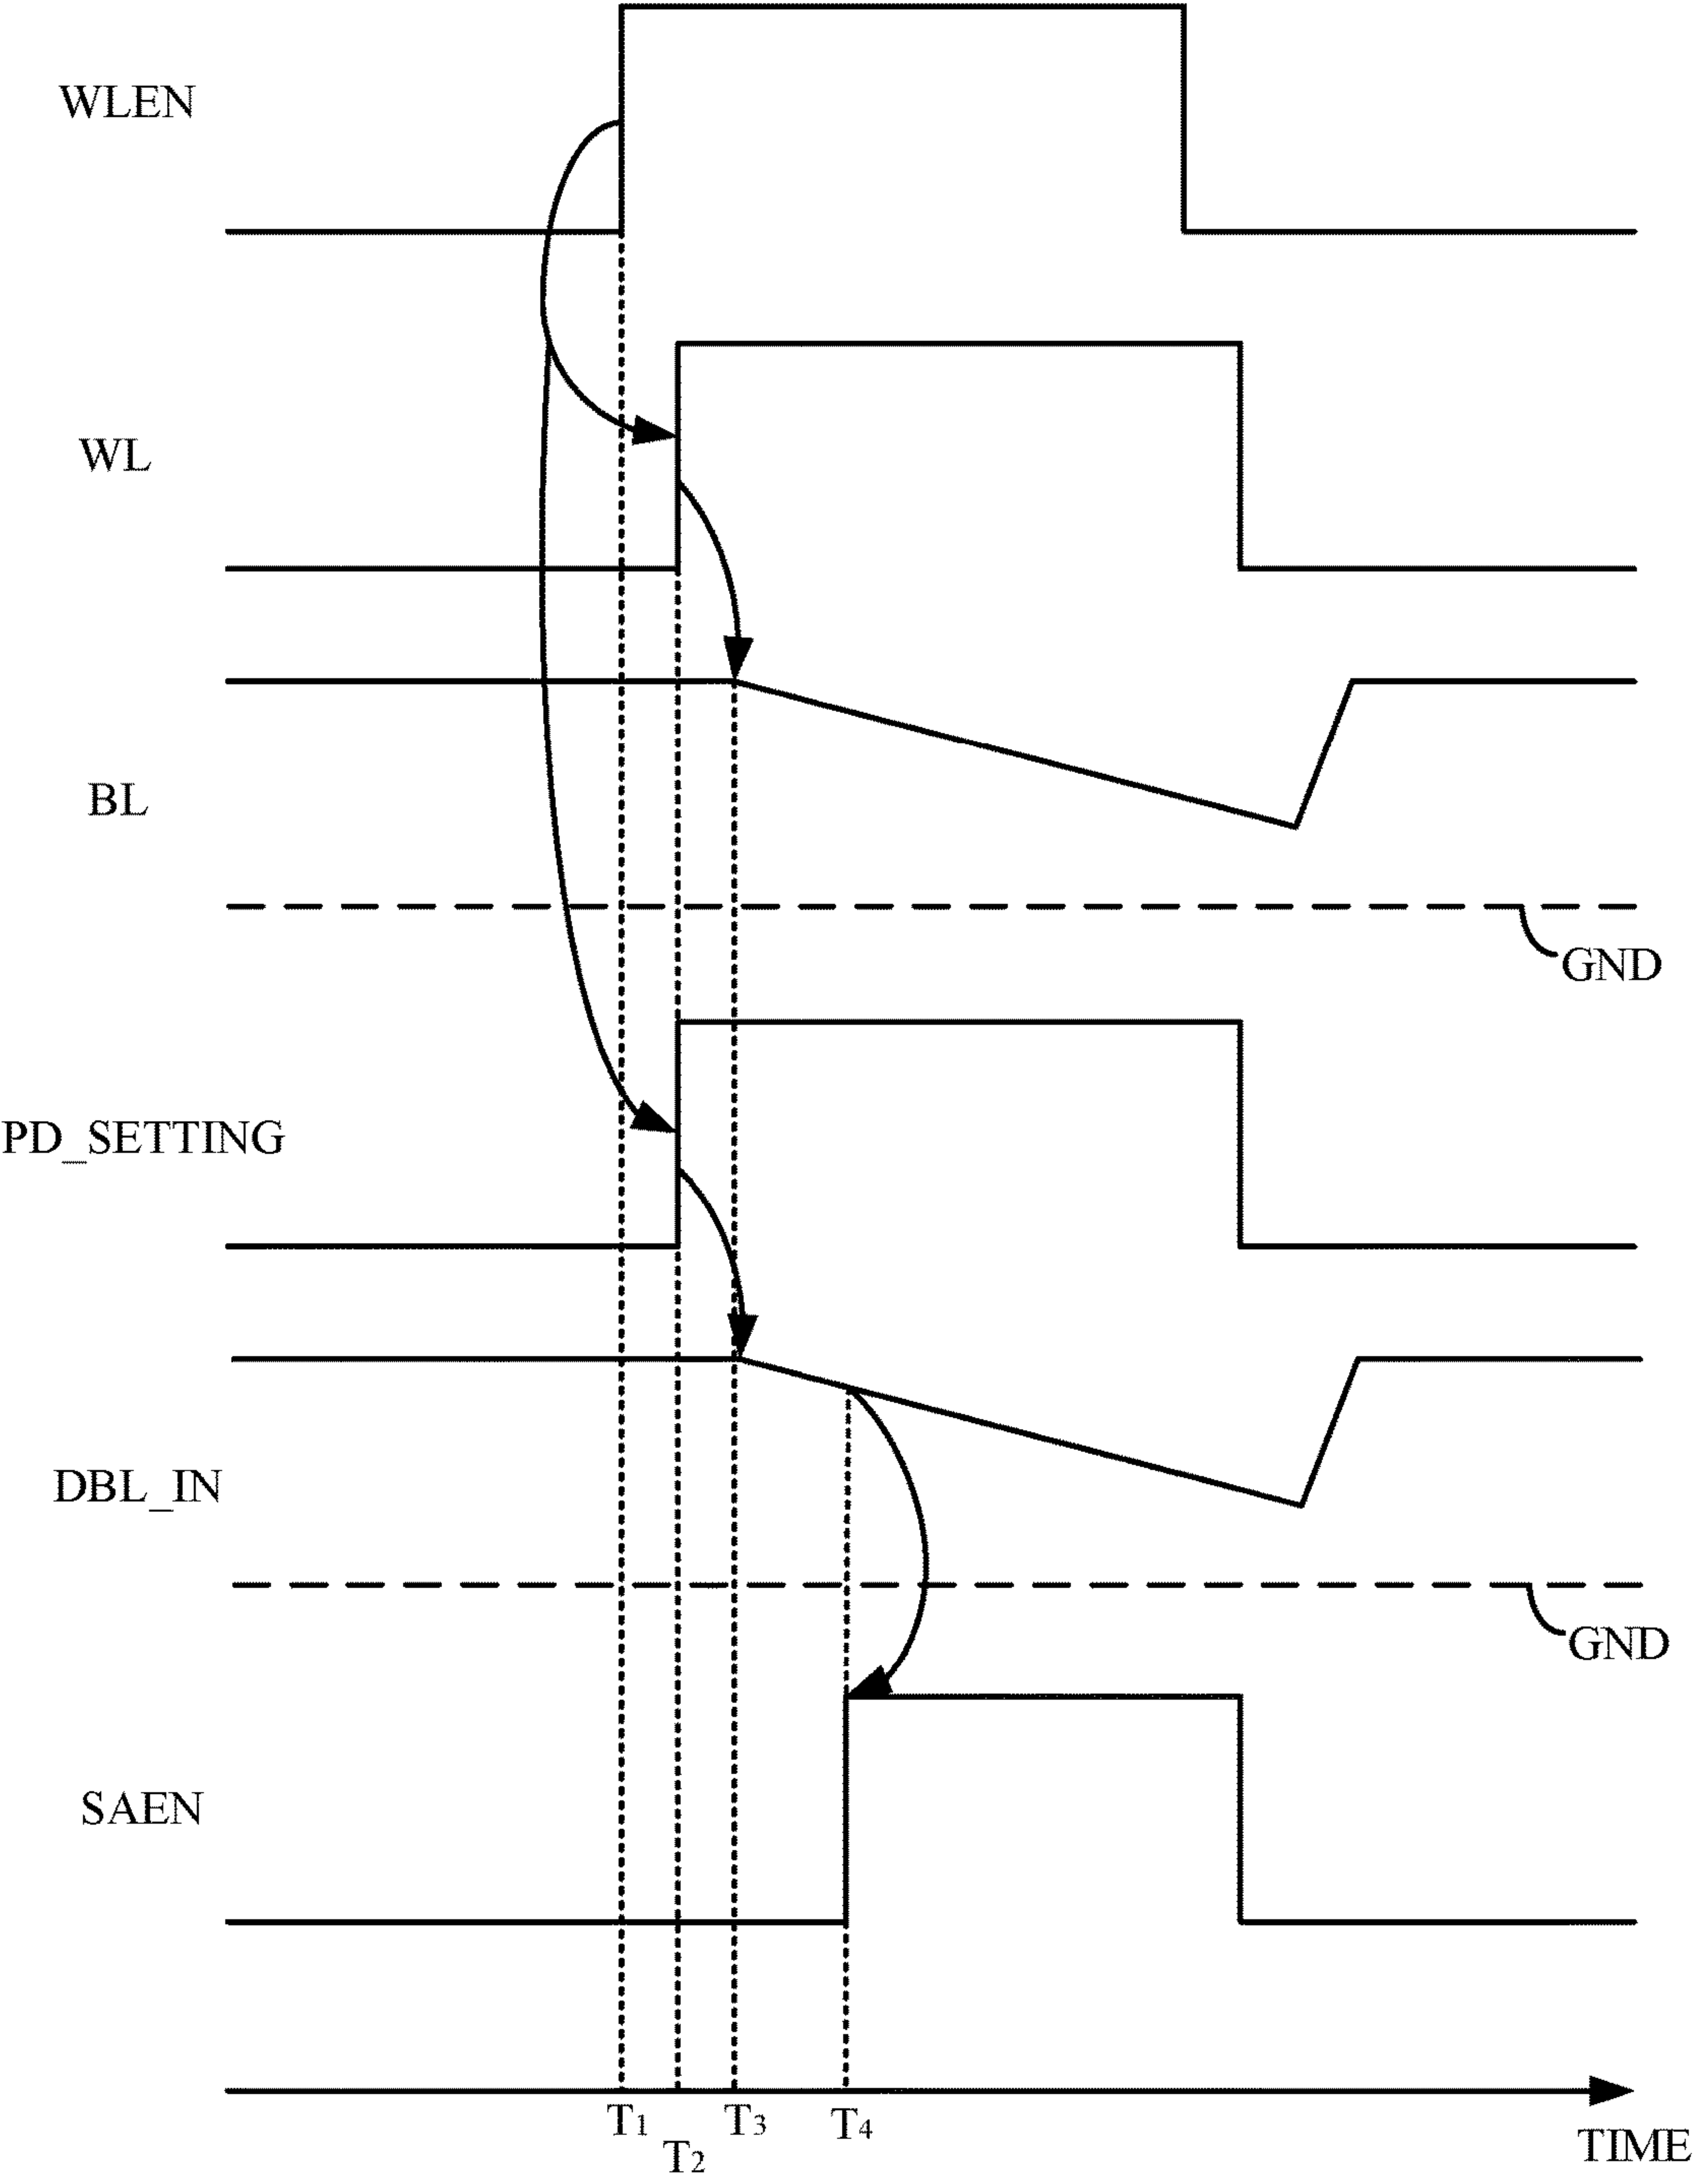 WLEN
WL
BL
GND
PD_SETTING
DBL_IN
GND
SAEN
T1
T2
T3
T4
TIME